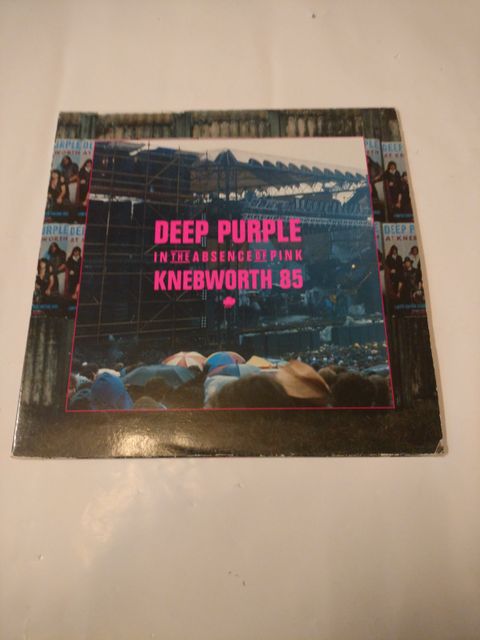 DEEP PURPLE
IN THE ABSENCE OF PINK
KNEBWORTH 85